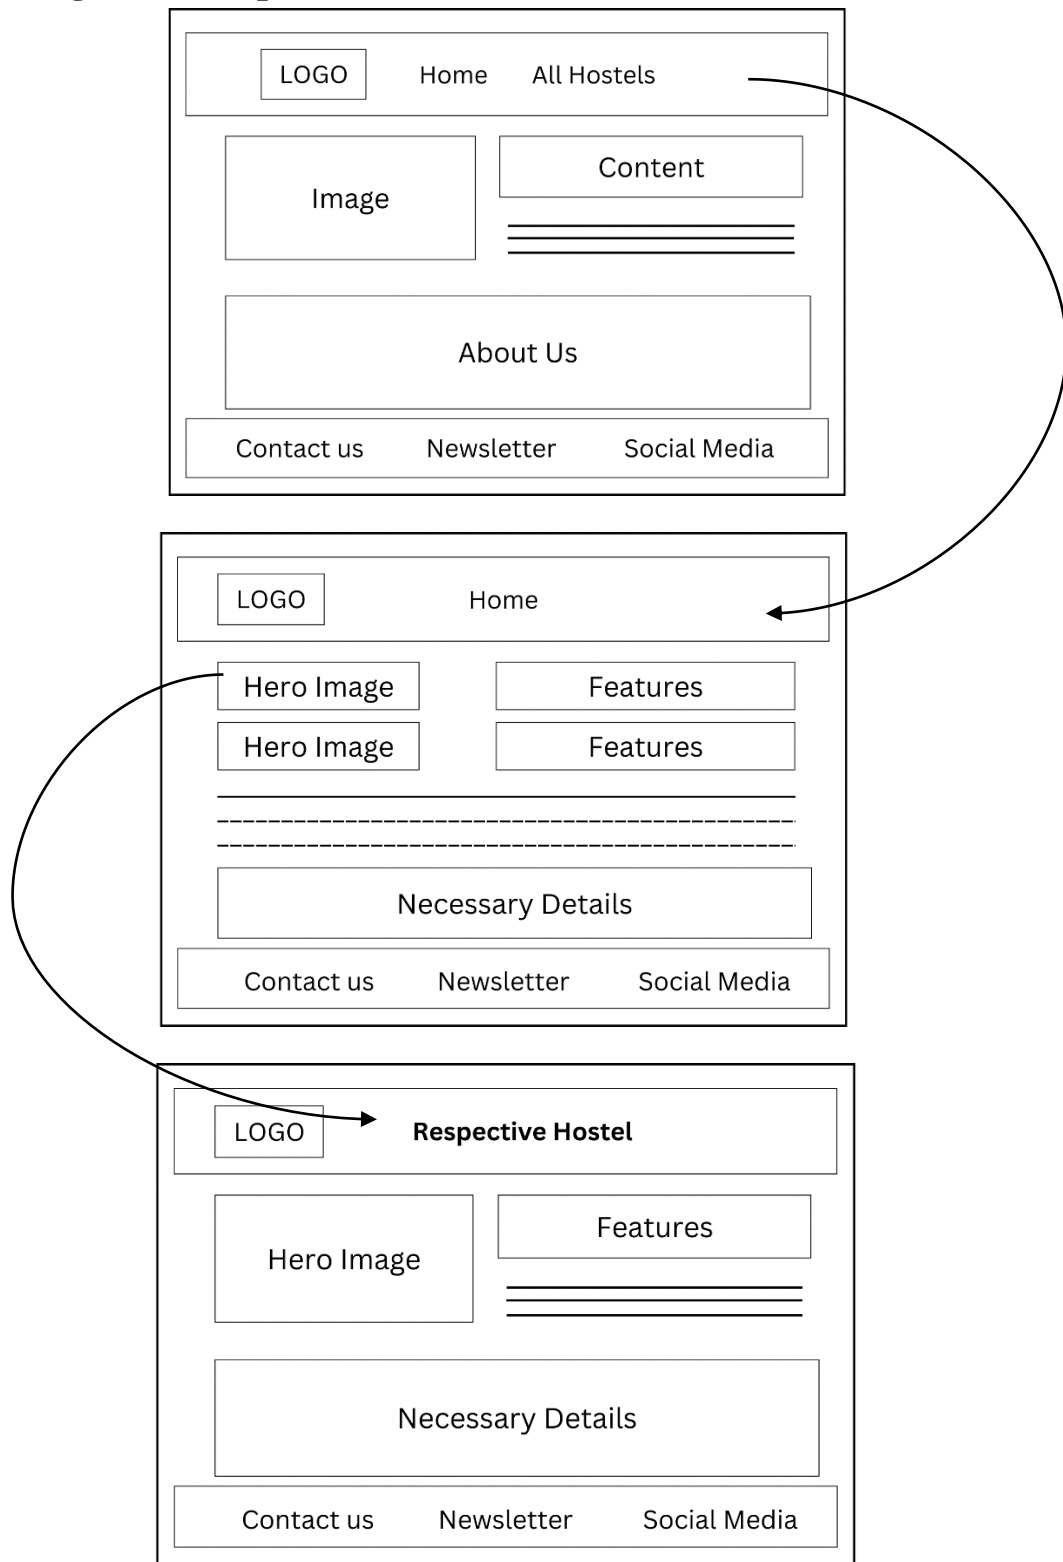 LOGO Home All Hostels
Image
Content
About Us
Contact us Newsletter Social Media
LOGO Home
Hero Image Features
Hero Image Features
Necessary Details
Contact us Newsletter Social Media
LOGO Respective Hostel
Hero Image
Features
Necessary Details
Contact us Newsletter Social Media